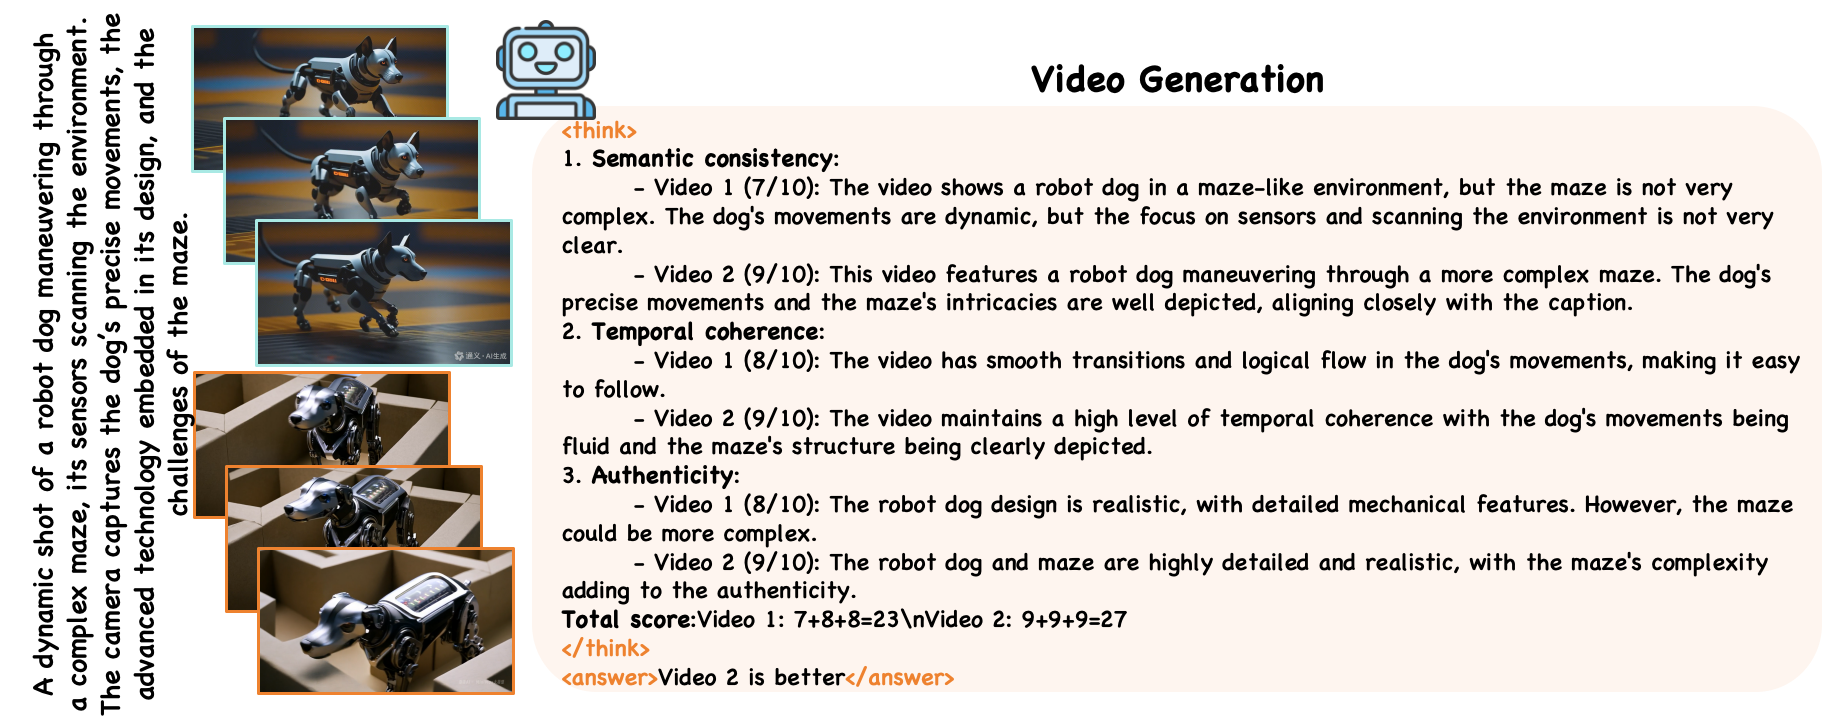 A dynamic shot of a robot dog maneuvering through
a complex maze, its sensors scanning the environment.
The camera captures the dog's precise movements, the
advanced technology embedded in its design, and the
challenges of the maze.
通义·AI生成
Video Generation
<think>
1. Semantic consistency:
- Video 1 (7/10): The video shows a robot dog in a maze-like environment, but the maze is not very
complex. The dog's movements are dynamic, but the focus on sensors and scanning the environment is not very
clear.
- Video 2 (9/10): This video features a robot dog maneuvering through a more complex maze. The dog's
precise movements and the maze's intricacies are well depicted, aligning closely with the caption.
2. Temporal coherence:
- Video 1 (8/10): The video has smooth transitions and logical flow in the dog's movements, making it easy
to follow.
- Video 2 (9/10): The video maintains a high level of temporal coherence with the dog's movements being
fluid and the maze's structure being clearly depicted.
3. Authenticity:
- Video 1 (8/10): The robot dog design is realistic, with detailed mechanical features. However, the maze
could be more complex.
- Video 2 (9/10): The robot dog and maze are highly detailed and realistic, with the maze's complexity
adding to the authenticity.
Total score:Video 1: 7+8+8=23\nVideo 2: 9+9+9=27
</think>
<answer>Video 2 is better</answer>